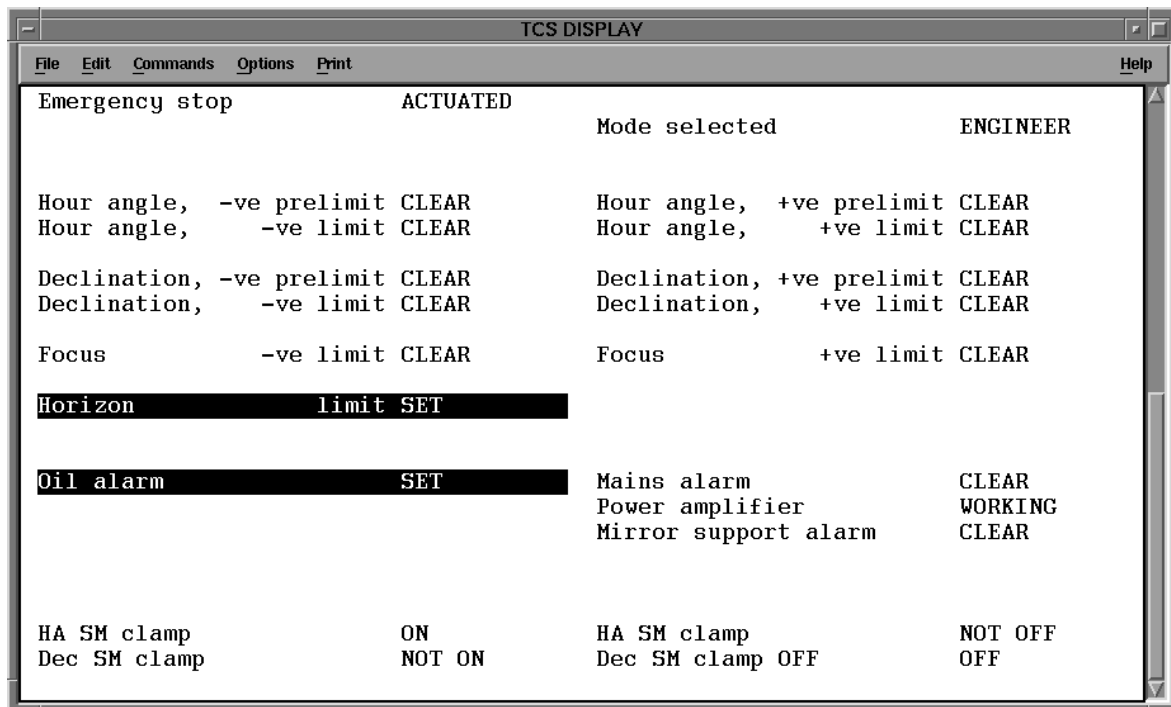 TCS DISPLAY
File Edit Commands Options Print Help
Emergency stop ACTUATED
Mode selected ENGINEER
Hour angle, -ve prelimit CLEAR Hour angle, +ve prelimit CLEAR
Hour angle, -ve limit CLEAR Hour angle, +ve limit CLEAR
Declination, -ve prelimit CLEAR Declination, +ve prelimit CLEAR
Declination, -ve limit CLEAR Declination, +ve limit CLEAR
Focus -ve limit CLEAR Focus +ve limit CLEAR
Horizon limit SET
Oil alarm SET Mains alarm CLEAR
Power amplifier WORKING
Mirror support alarm CLEAR
HA SM clamp ON HA SM clamp NOT OFF
Dec SM clamp NOT ON Dec SM clamp OFF OFF